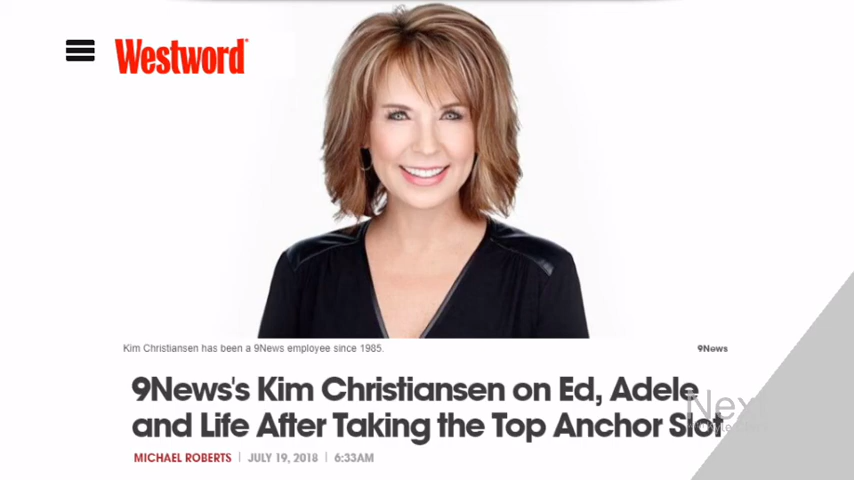 Westword
Kim Christiansen has been a 9News employee since 1985.
9News
9News's Kim Christiansen on Ed, Adele
and Life After Taking the Top Anchor Slot
Next
MICHAEL ROBERTS | JULY 19, 2018 | 6:33AM